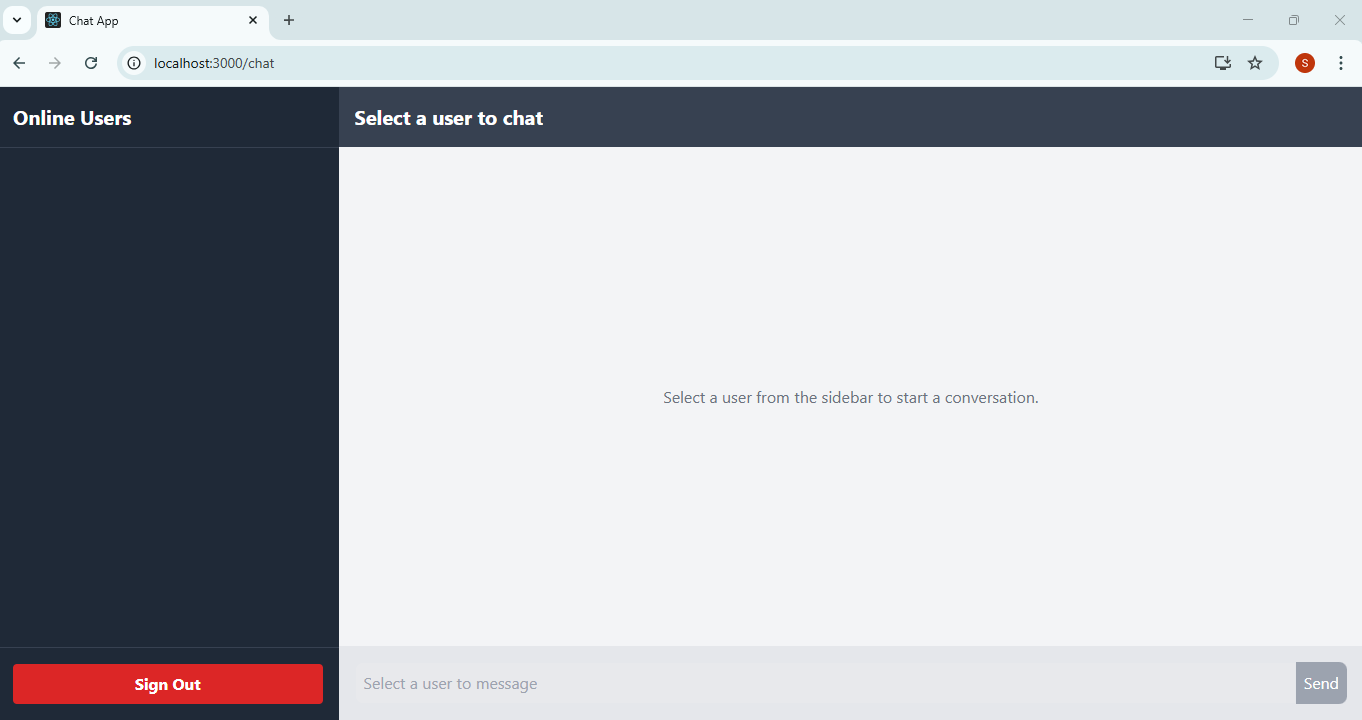 Chat App
localhost:3000/chat
S
Online Users
Select a user to chat
Select a user from the sidebar to start a conversation.
Sign Out
Select a user to message
Send